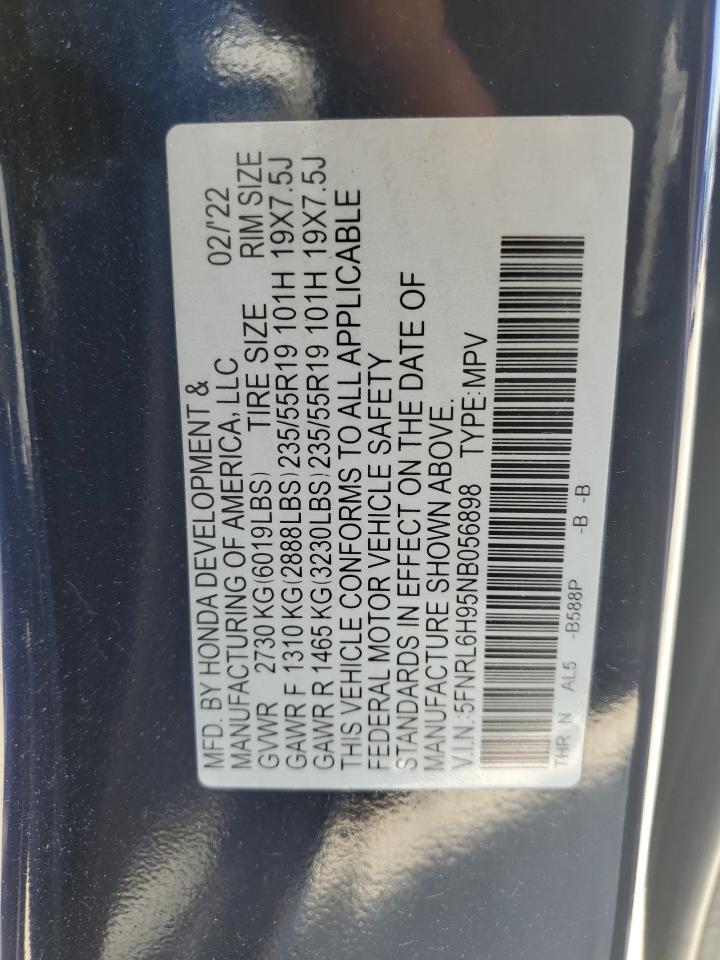 MFD. BY HONDA DEVELOPMENT &
MANUFACTURING OF AMERICA, LLC 02/'22
GVWR 2730 KG(6019LBS) TIRE SIZE RIM SIZE
GAWR F 1310 KG(2888LBS) 235/55R19 101H 19X7.5J
GAWR R 1465 KG(3230LBS) 235/55R19 101H 19X7.5J
THIS VEHICLE CONFORMS TO ALL APPLICABLE
FEDERAL MOTOR VEHICLE SAFETY
STANDARDS IN EFFECT ON THE DATE OF
MANUFACTURE SHOWN ABOVE.
V.I.N.:5FNRL6H95NB056898 TYPE:MPV
THR N AL5 -B588P -B -B